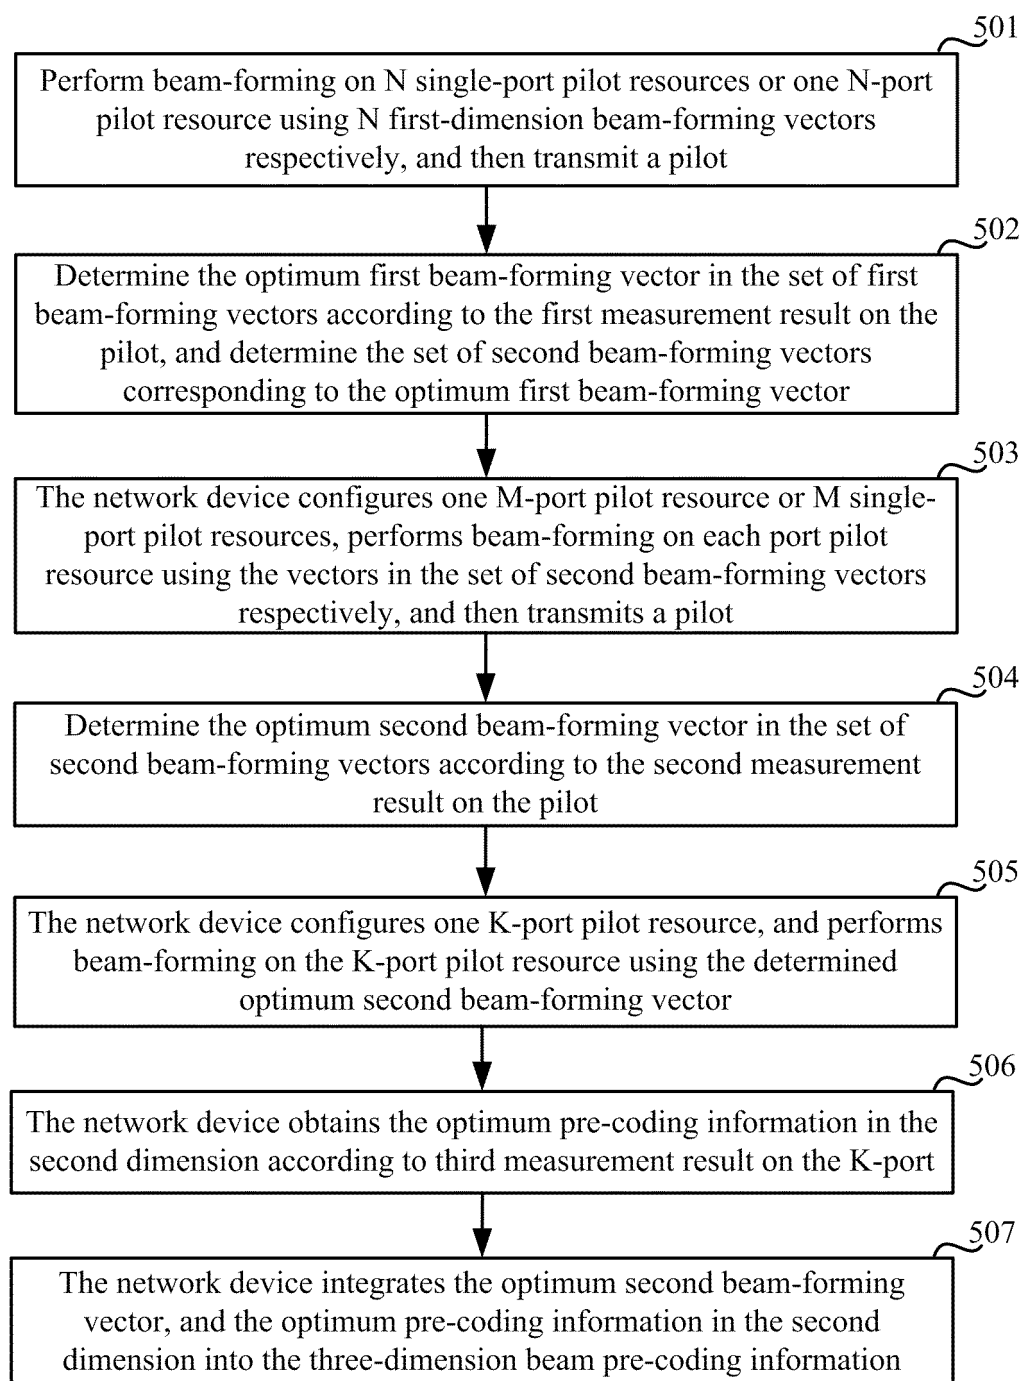 501
Perform beam-forming on N single-port pilot resources or one N-port
pilot resource using N first-dimension beam-forming vectors
respectively, and then transmit a pilot
502
Determine the optimum first beam-forming vector in the set of first
beam-forming vectors according to the first measurement result on the
pilot, and determine the set of second beam-forming vectors
corresponding to the optimum first beam-forming vector
503
The network device configures one M-port pilot resource or M single-
port pilot resources, performs beam-forming on each port pilot
resource using the vectors in the set of second beam-forming vectors
respectively, and then transmits a pilot
504
Determine the optimum second beam-forming vector in the set of
second beam-forming vectors according to the second measurement
result on the pilot
505
The network device configures one K-port pilot resource, and performs
beam-forming on the K-port pilot resource using the determined
optimum second beam-forming vector
506
The network device obtains the optimum pre-coding information in the
second dimension according to third measurement result on the K-port
507
The network device integrates the optimum second beam-forming
vector, and the optimum pre-coding information in the second
dimension into the three-dimension beam pre-coding information